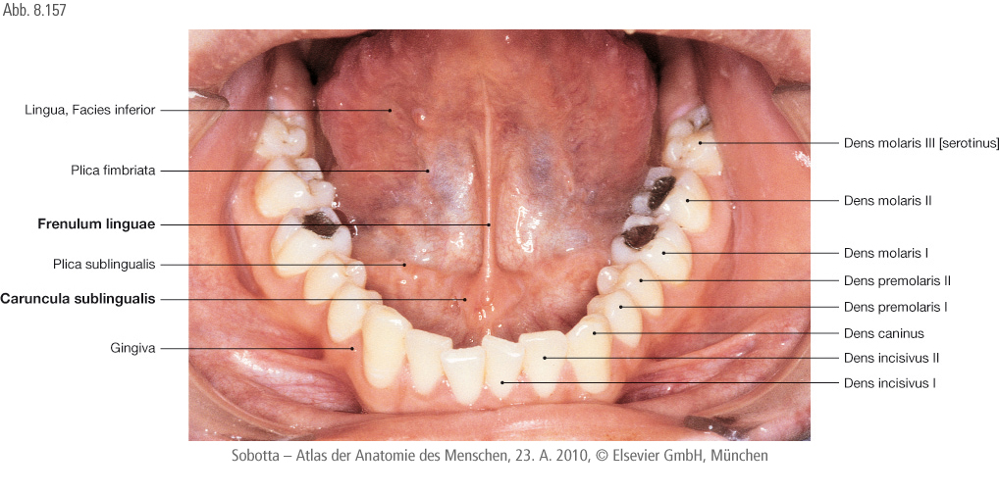 Abb. 8.157
Lingua, Facies inferior
Plica fimbriata
Frenulum linguae
Plica sublingualis
Caruncula sublingualis
Gingiva
Dens molaris III [serotinus]
Dens molaris II
Dens molaris I
Dens premolaris II
Dens premolaris I
Dens caninus
Dens incisivus II
Dens incisivus I
Sobotta – Atlas der Anatomie des Menschen, 23. A. 2010, © Elsevier GmbH, München